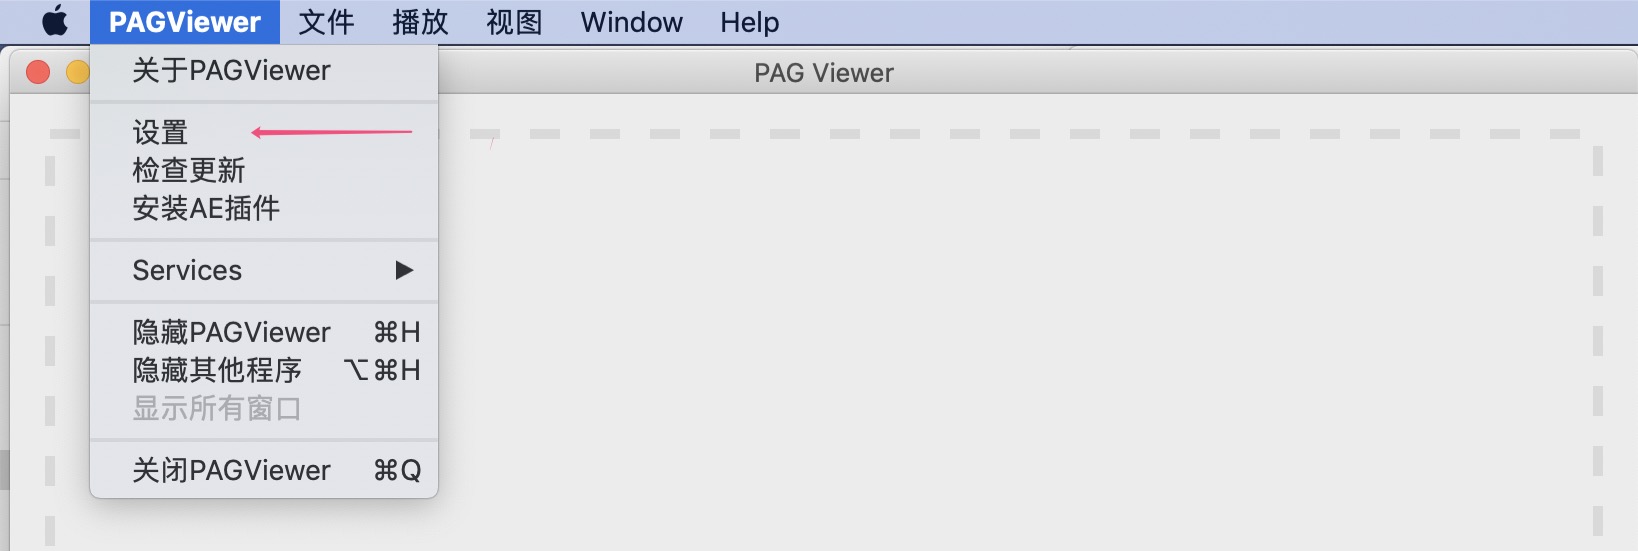 PAGViewer 文件 播放 视图 Window Help
PAG Viewer
关于PAGViewer
设置
检查更新
安装AE插件
Services ▶
隐藏PAGViewer ⌘H
隐藏其他程序 ⌥⌘H
显示所有窗口
关闭PAGViewer ⌘Q